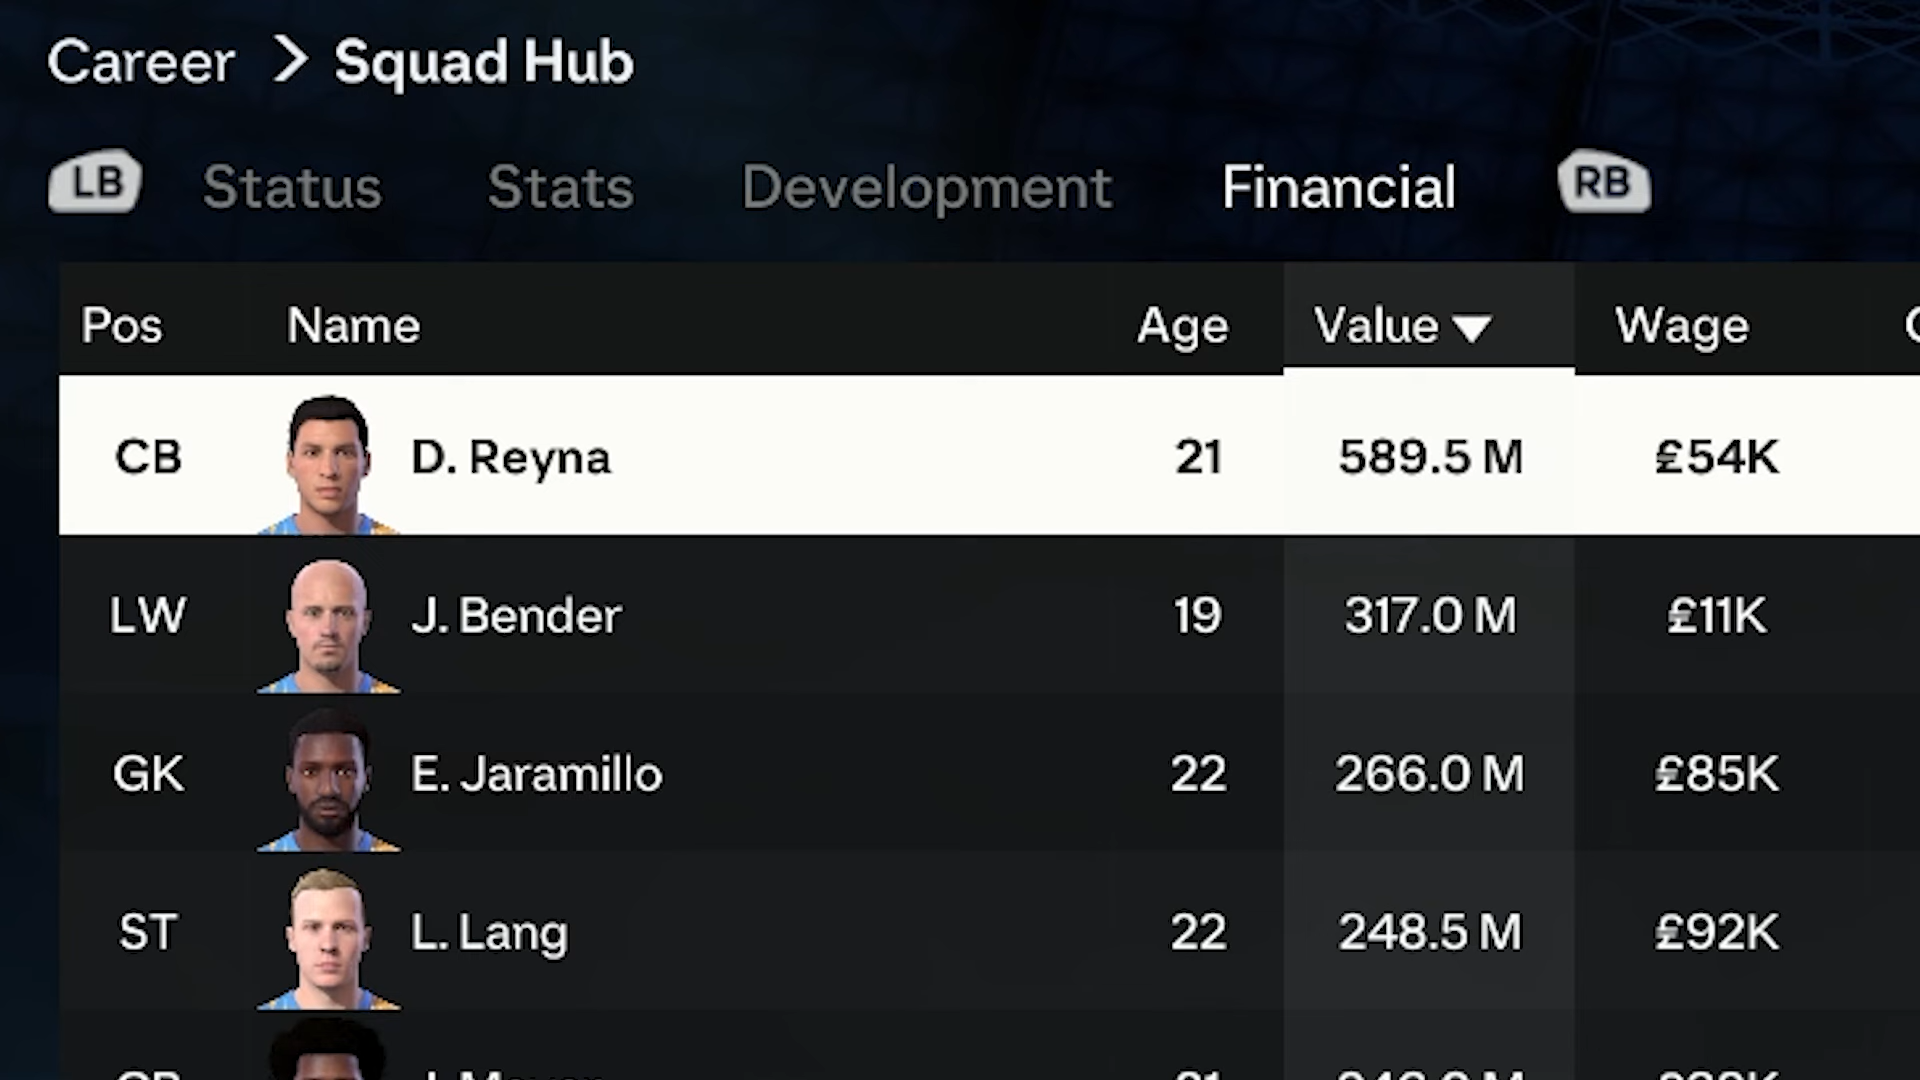 Career > Squad Hub
LB Status Stats Development Financial RB
Pos Name Age Value ▼ Wage
CB D. Reyna 21 589.5 M £54K
LW J. Bender 19 317.0 M £11K
GK E. Jaramillo 22 266.0 M £85K
ST L. Lang 22 248.5 M £92K